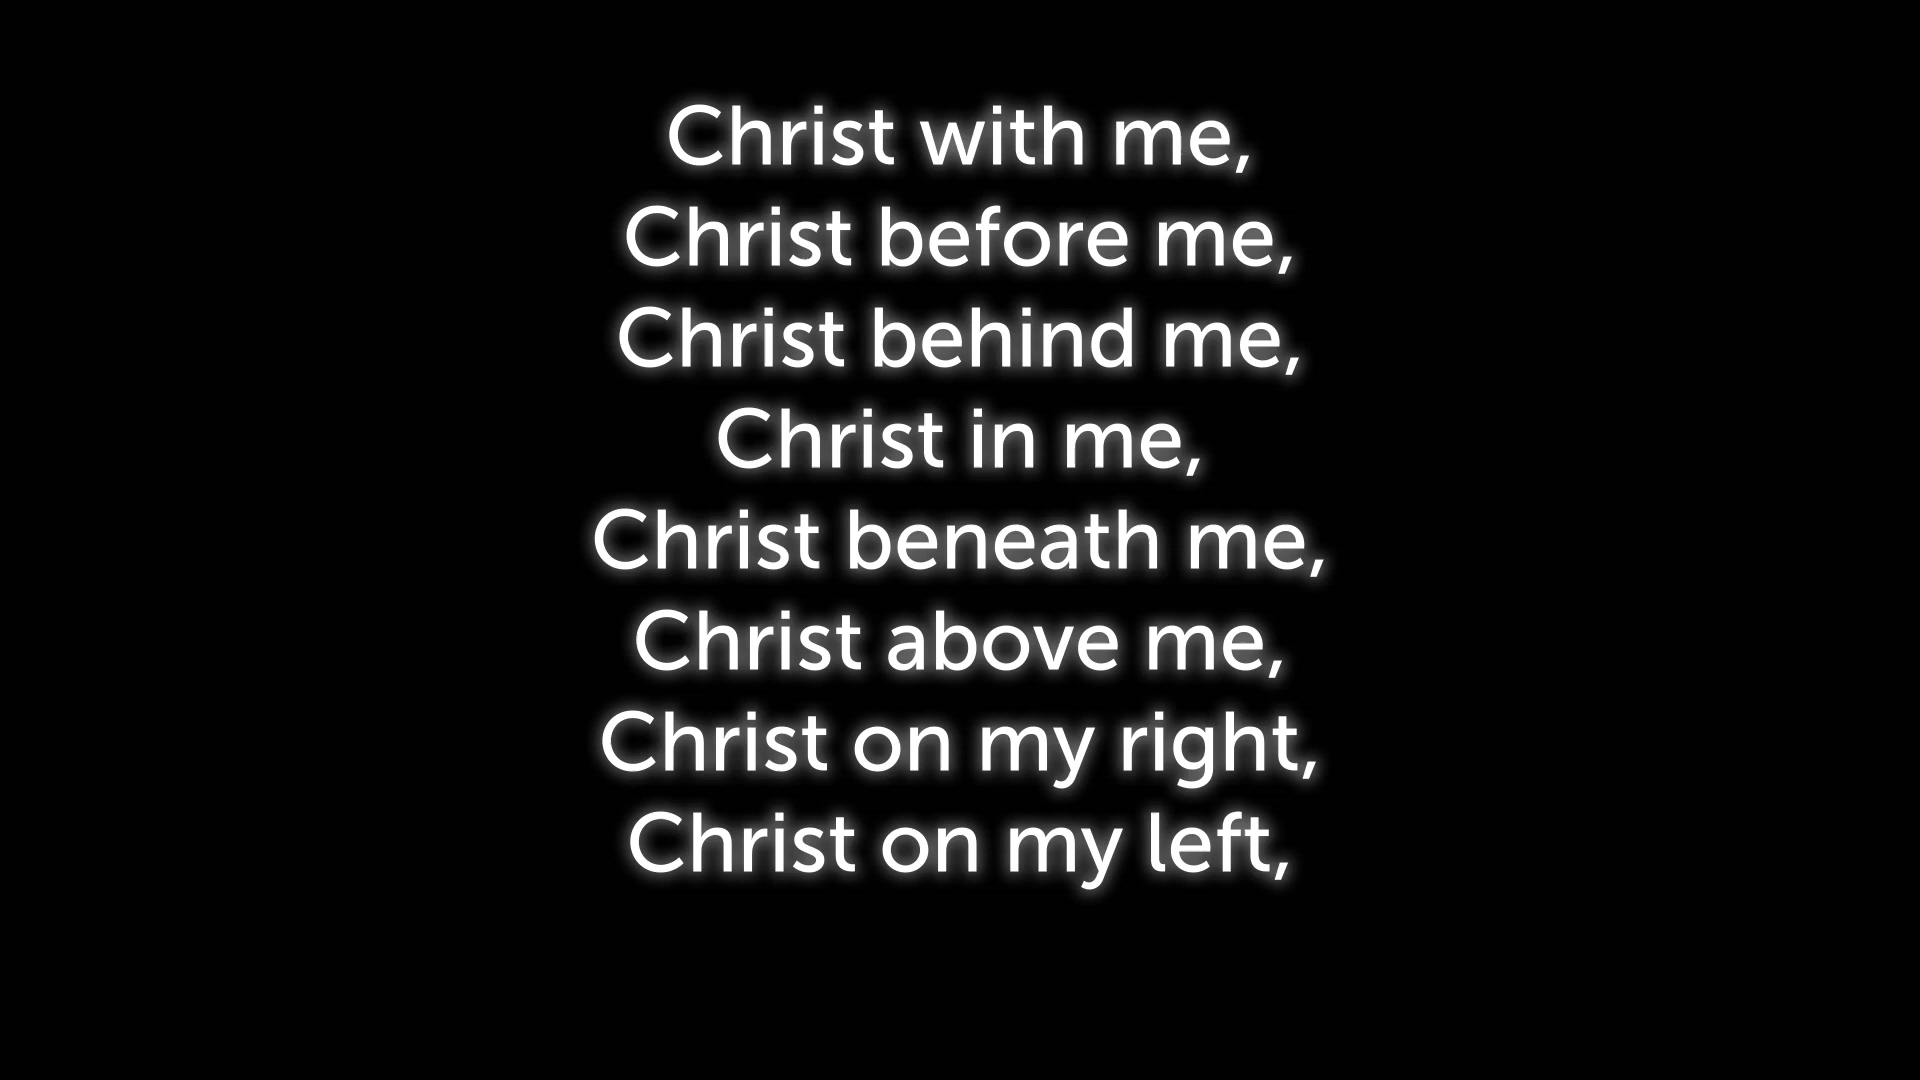 Christ with me,
Christ before me,
Christ behind me,
Christ in me,
Christ beneath me,
Christ above me,
Christ on my right,
Christ on my left,